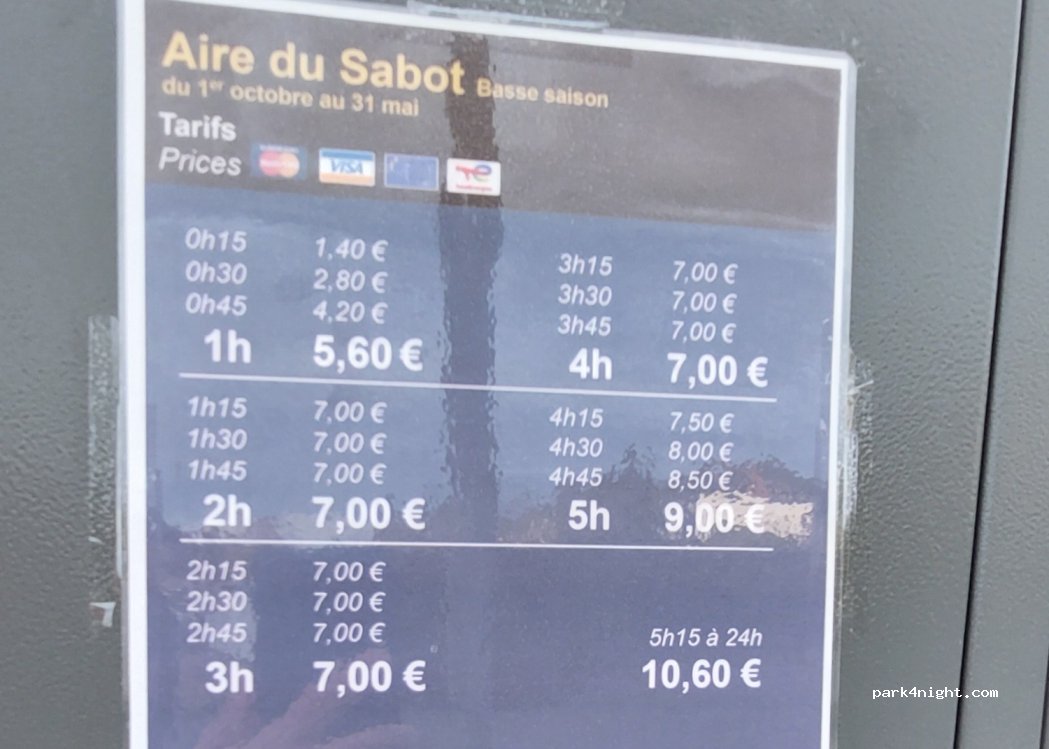 Aire du Sabot Basse saison
du 1er octobre au 31 mai
Tarifs
Prices
VISA
0h15 1,40 €
0h30 2,80 €
0h45 4,20 €
1h 5,60 €
1h15 7,00 €
1h30 7,00 €
1h45 7,00 €
2h 7,00 €
2h15 7,00 €
2h30 7,00 €
2h45 7,00 €
3h 7,00 €
3h15 7,00 €
3h30 7,00 €
3h45 7,00 €
4h 7,00 €
4h15 7,50 €
4h30 8,00 €
4h45 8,50 €
5h 9,00 €
5h15 à 24h
10,60 €
park4night.com